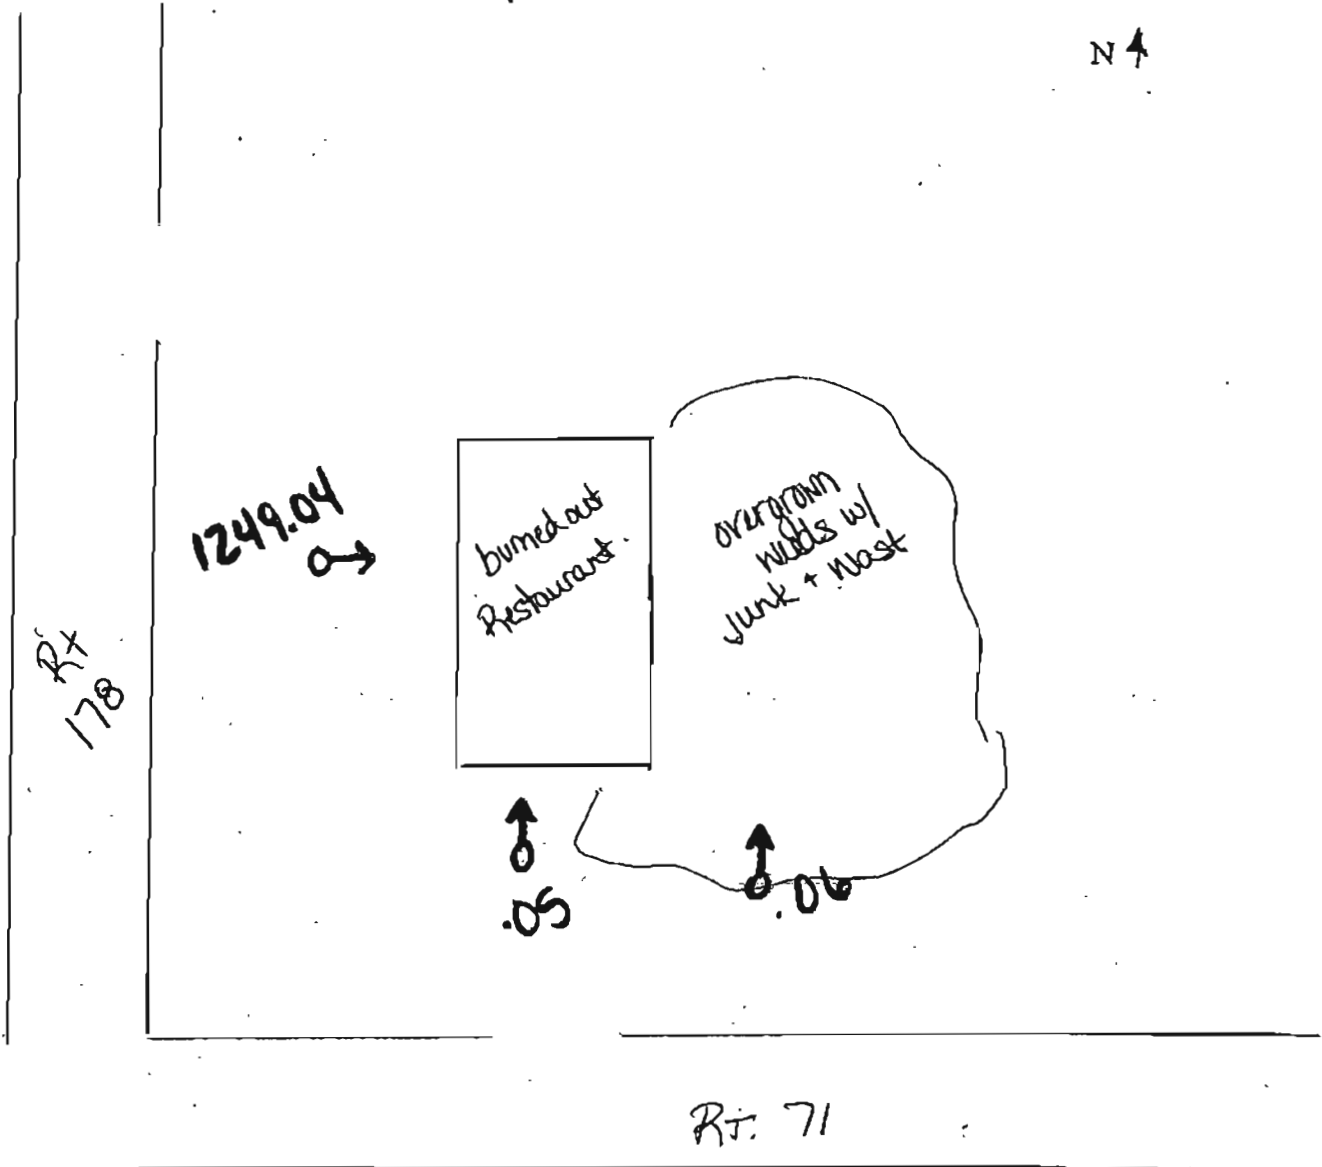 N
1249.04
burned out
Restaurant.
overgrown
weeds w/
Junk + Wast
Rt
178
.05
.06
Rt. 71